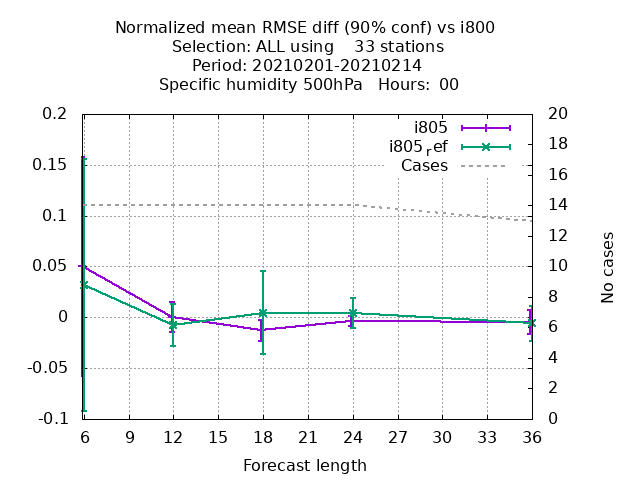 Normalized mean RMSE diff (90% conf) vs i800
Selection: ALL using    33 stations
Period: 20210201-20210214
Specific humidity 500hPa   Hours:  00
i805
i805ref
Cases
0.2
0.15
0.1
0.05
0
-0.05
-0.1
20
18
16
14
12
10
8
6
4
2
0
No cases
6 9 12 15 18 21 24 27 30 33 36
Forecast length